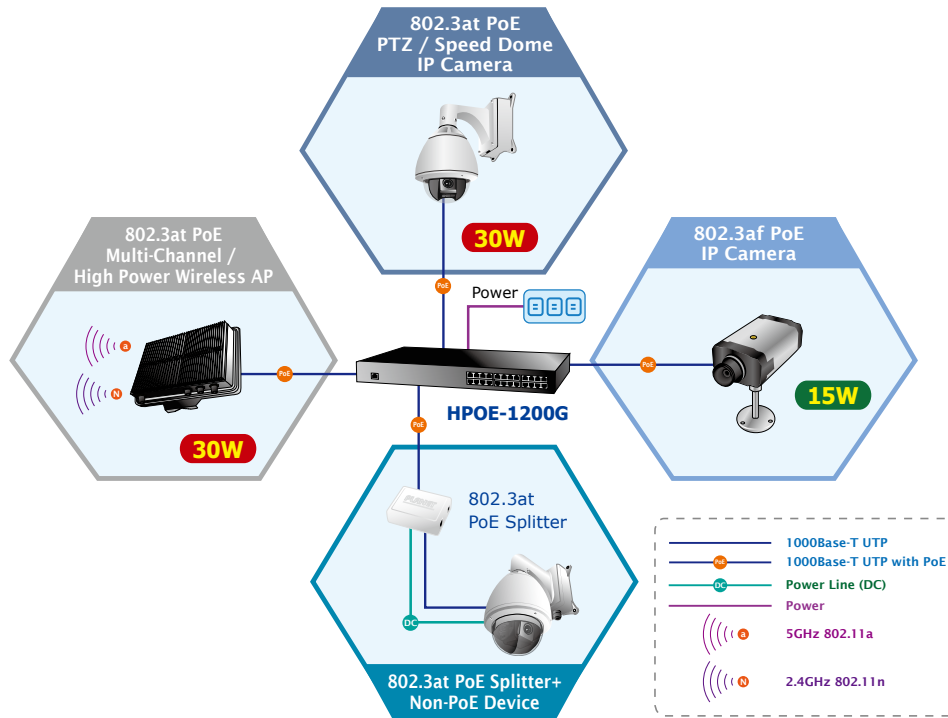 802.3at PoE
PTZ / Speed Dome
IP Camera
30W
PoE
802.3at PoE
Multi-Channel /
High Power Wireless AP
a
N
PoE
30W
Power
HPOE-1200G
802.3af PoE
IP Camera
PoE
15W
PoE
PLANET
802.3at
PoE Splitter
DC
802.3at PoE Splitter+
Non-PoE Device
1000Base-T UTP
PoE
1000Base-T UTP with PoE
DC
Power Line (DC)
Power
a
5GHz 802.11a
N
2.4GHz 802.11n